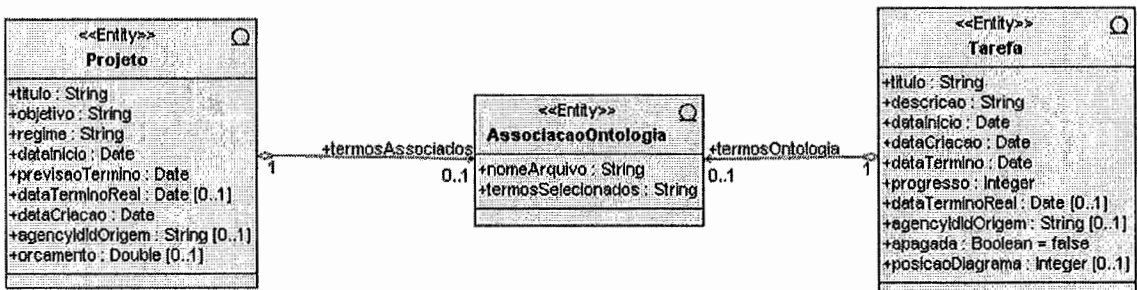 <<Entity>>
Projeto
+titulo : String
+objetivo : String
+regime : String
+dataInicio : Date
+previsaoTermino : Date
+dataTerminoReal : Date [0..1]
+dataCriacao : Date
+agencyIdIdOrigem : String [0..1]
+orcamento : Double [0..1]
1
+termosAssociados
0..1
<<Entity>>
AssociacaoOntologia
+nomeArquivo : String
+termosSelecionados : String
+termosOntologia
0..1
1
<<Entity>>
Tarefa
+titulo : String
+descricao : String
+dataInicio : Date
+dataCriacao : Date
+dataTermino : Date
+progresso : Integer
+dataTerminoReal : Date [0..1]
+agencyIdIdOrigem : String [0..1]
+apagada : Boolean = false
+posicaoDiagrama : Integer [0..1]